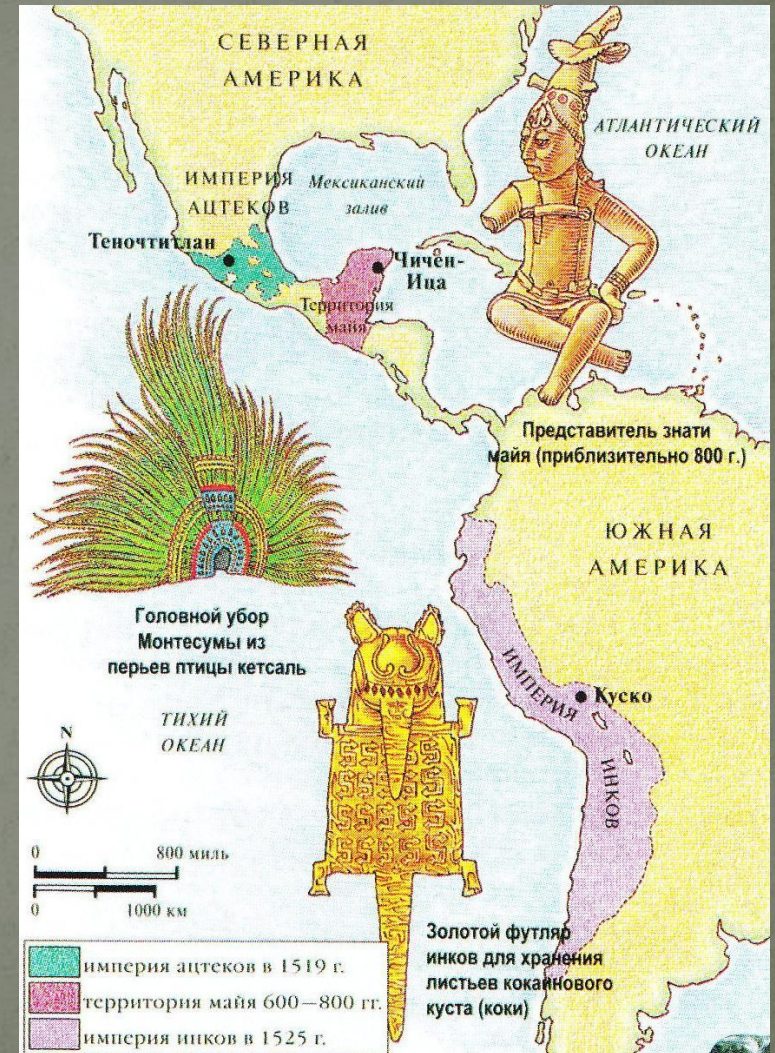 СЕВЕРНАЯ
АМЕРИКА
АТЛАНТИЧЕСКИЙ
ОКЕАН
ИМПЕРИЯ
АЦТЕКОВ
Мексиканский
залив
Теночтитлан
Чичен-
Ица
Территория
майя
Представитель знати
майя (приблизительно 800 г.)
ЮЖНАЯ
АМЕРИКА
Головной убор
Монтесумы из
перьев птицы кетсаль
ИМПЕРИЯ
ИНКОВ
Куско
ТИХИЙ
ОКЕАН
N
0 800 миль
0 1000 км
Золотой футляр
инков для хранения
листьев кокаинового
куста (коки)
империя ацтеков в 1519 г.
территория майя 600—800 гг.
империя инков в 1525 г.